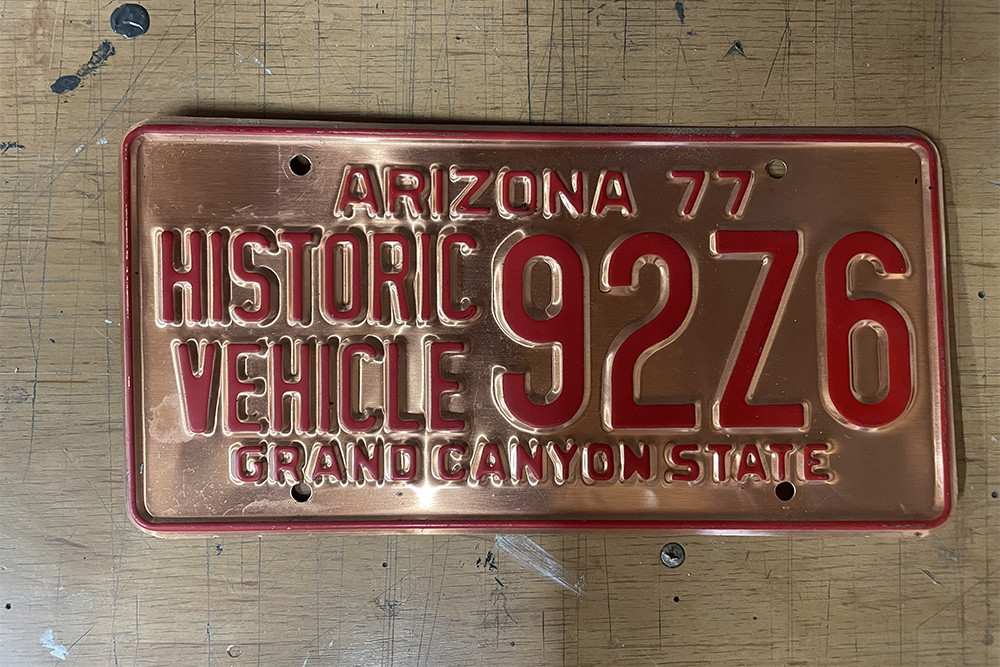 ARIZONA 77
HISTORIC
VEHICLE
92Z6
GRAND CANYON STATE